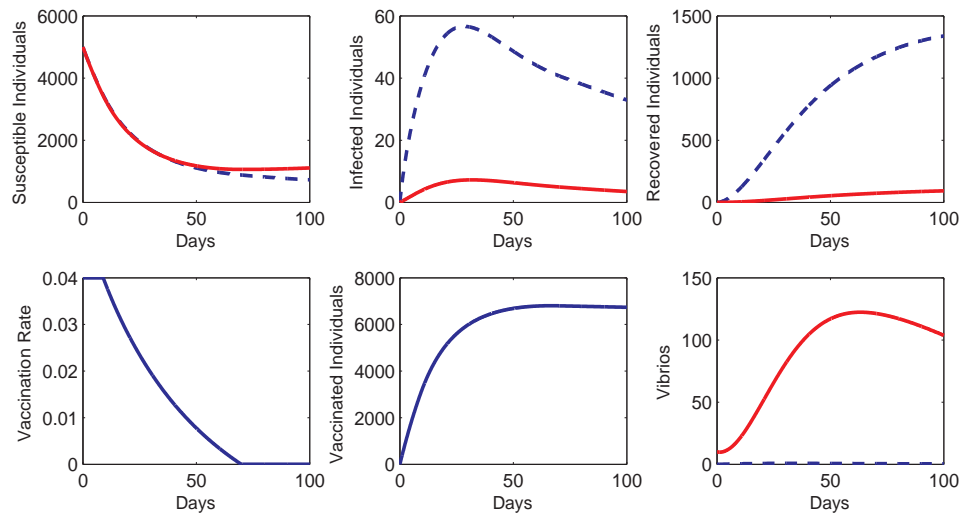 Susceptible Individuals
6000
4000
2000
0
0 50 100
Days
Infected Individuals
60
40
20
0
0 50 100
Days
Recovered Individuals
1500
1000
500
0
0 50 100
Days
Vaccination Rate
0.04
0.03
0.02
0.01
0
0 50 100
Days
Vaccinated Individuals
8000
6000
4000
2000
0
0 50 100
Days
Vibrios
150
100
50
0
0 50 100
Days